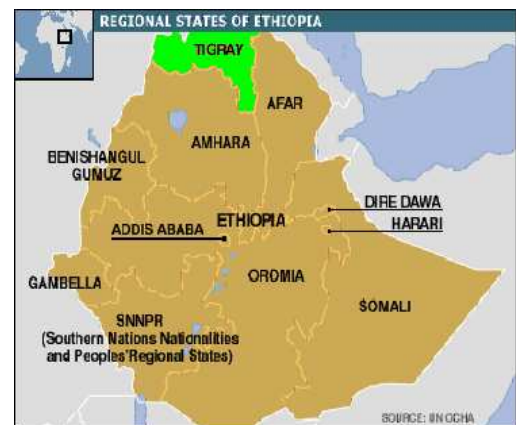 REGIONAL STATES OF ETHIOPIA
TIGRAY
AFAR
AMHARA
BENISHANGUL
GUMUZ
DIRE DAWA
ETHIOPIA
HARARI
ADDIS ABABA
OROMIA
GAMBELLA
SOMALI
SNNPR
(Southern Nations Nationalities
and Peoples'Regional States)
SOURCE: UN OCHA